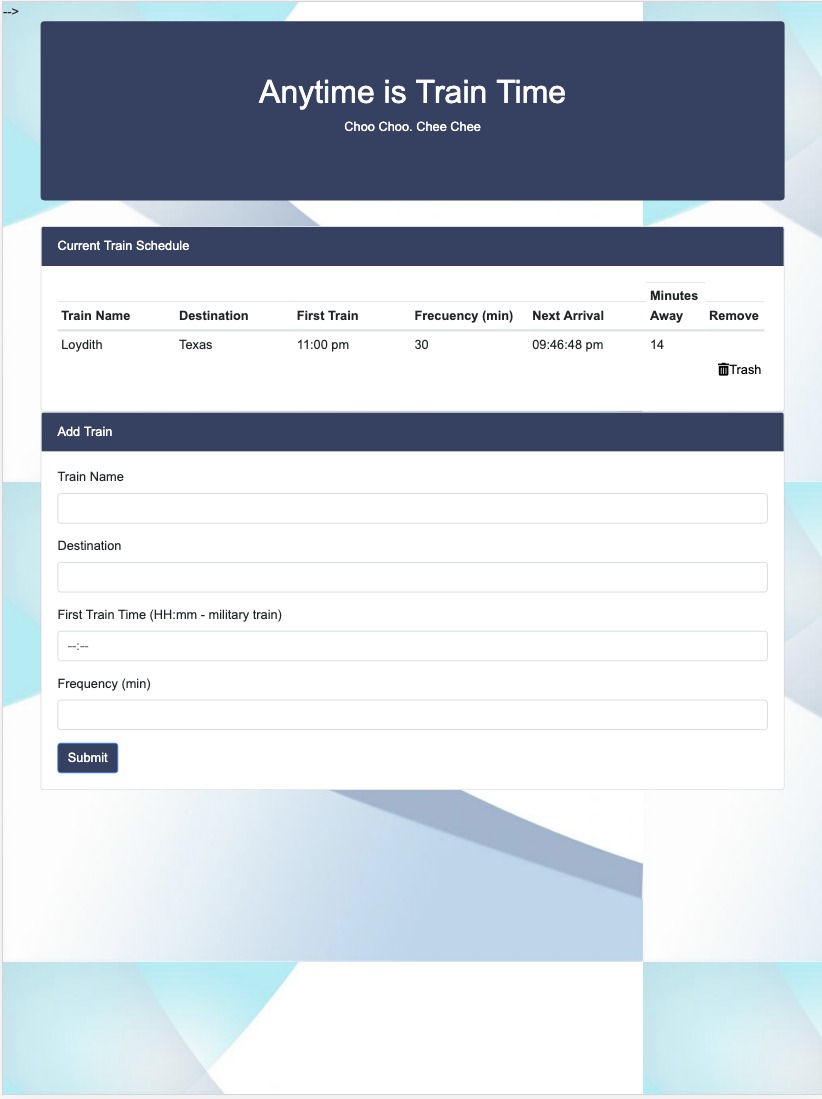 -->
Anytime is Train Time
Choo Choo. Chee Chee
Current Train Schedule
Train Name Destination First Train Frecuency (min) Next Arrival Minutes Away Remove
Loydith Texas 11:00 pm 30 09:46:48 pm 14
Trash
Add Train
Train Name
Destination
First Train Time (HH:mm - military train)
--:--
Frequency (min)
Submit